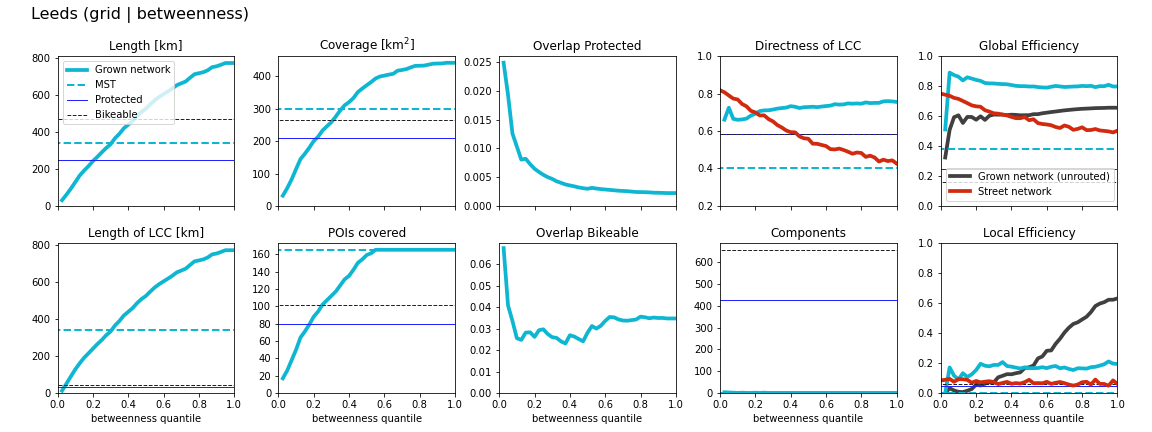 Leeds (grid | betweenness)
Length [km]
Coverage [km²]
Overlap Protected
Directness of LCC
Global Efficiency
800
600
400
200
0
Grown network
MST
Protected
Bikeable
400
300
200
100
0
0.025
0.020
0.015
0.010
0.005
0.000
1.0
0.8
0.6
0.4
0.2
1.0
0.8
0.6
0.4
0.2
0.0
Grown network (unrouted)
Street network
Length of LCC [km]
POIs covered
Overlap Bikeable
Components
Local Efficiency
800
600
400
200
0
0.0 0.2 0.4 0.6 0.8 1.0
betweenness quantile
160
140
120
100
80
60
40
20
0.0 0.2 0.4 0.6 0.8 1.0
betweenness quantile
0.06
0.05
0.04
0.03
0.02
0.01
0.00
0.0 0.2 0.4 0.6 0.8 1.0
betweenness quantile
600
500
400
300
200
100
0
0.0 0.2 0.4 0.6 0.8 1.0
betweenness quantile
1.0
0.8
0.6
0.4
0.2
0.0
0.0 0.2 0.4 0.6 0.8 1.0
betweenness quantile